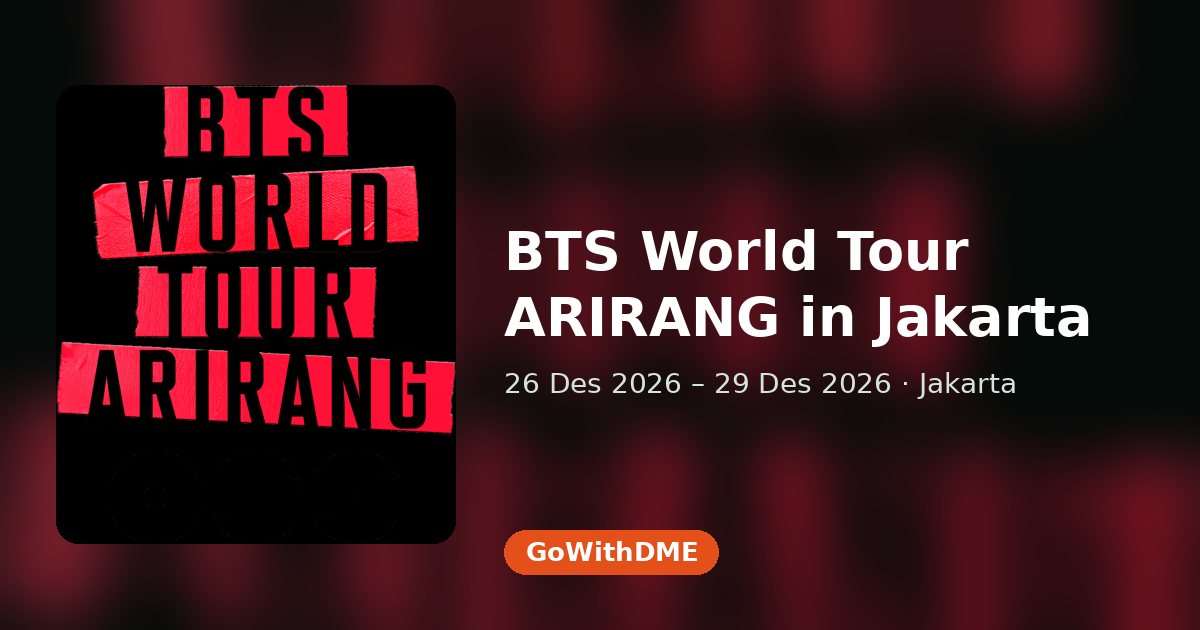 BTS
WORLD
TOUR
ARIRANG
BTS World Tour
ARIRANG in Jakarta
26 Des 2026 – 29 Des 2026 · Jakarta
GoWithDME